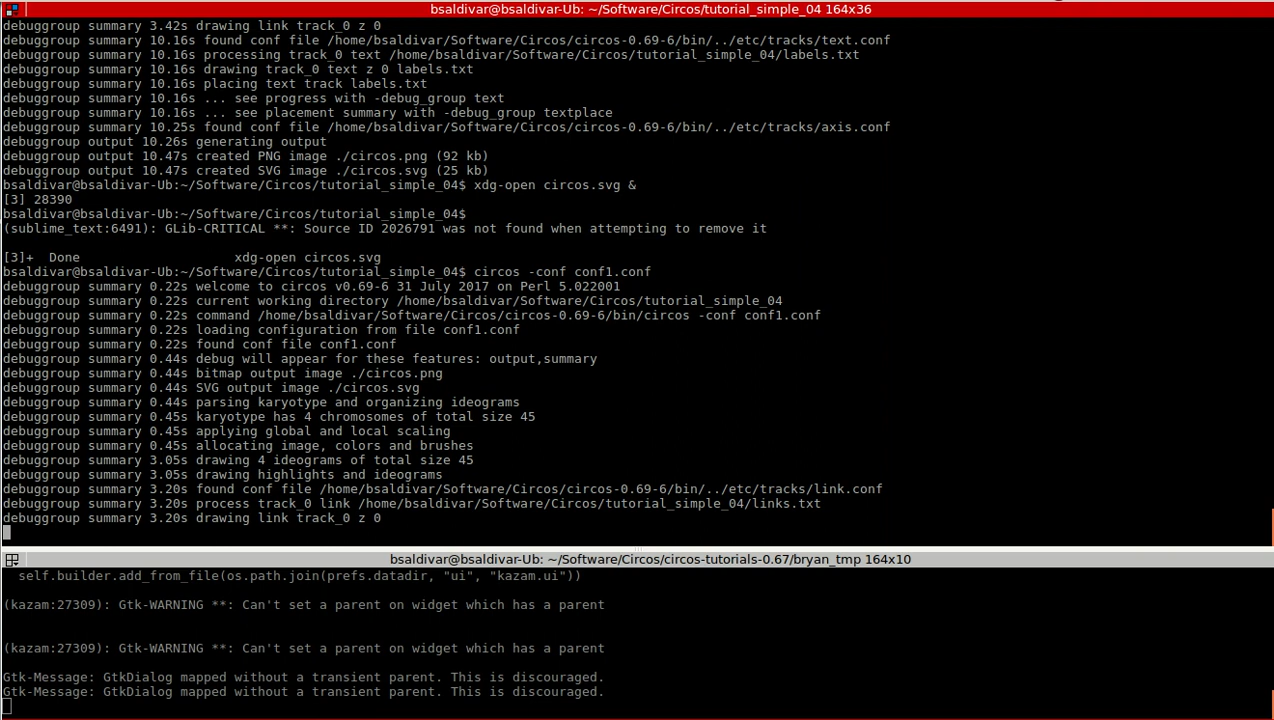 bsaldivar@bsaldivar-Ub: ~/Software/Circos/tutorial_simple_04 164x36
debuggroup summary 3.42s drawing link track_0 z 0
debuggroup summary 10.16s found conf file /home/bsaldivar/Software/Circos/circos-0.69-6/bin/../etc/tracks/text.conf
debuggroup summary 10.16s processing track_0 text /home/bsaldivar/Software/Circos/tutorial_simple_04/labels.txt
debuggroup summary 10.16s drawing track_0 text z 0 labels.txt
debuggroup summary 10.16s placing text track labels.txt
debuggroup summary 10.16s ... see progress with -debug_group text
debuggroup summary 10.16s ... see placement summary with -debug_group textplace
debuggroup summary 10.25s found conf file /home/bsaldivar/Software/Circos/circos-0.69-6/bin/../etc/tracks/axis.conf
debuggroup output 10.26s generating output
debuggroup output 10.47s created PNG image ./circos.png (92 kb)
debuggroup output 10.47s created SVG image ./circos.svg (25 kb)
bsaldivar@bsaldivar-Ub:~/Software/Circos/tutorial_simple_04$ xdg-open circos.svg &
[3] 28390
bsaldivar@bsaldivar-Ub:~/Software/Circos/tutorial_simple_04$
(sublime_text:6491): GLib-CRITICAL **: Source ID 2026791 was not found when attempting to remove it
[3]+  Done                    xdg-open circos.svg
bsaldivar@bsaldivar-Ub:~/Software/Circos/tutorial_simple_04$ circos -conf conf1.conf
debuggroup summary 0.22s welcome to circos v0.69-6 31 July 2017 on Perl 5.022001
debuggroup summary 0.22s current working directory /home/bsaldivar/Software/Circos/tutorial_simple_04
debuggroup summary 0.22s command /home/bsaldivar/Software/Circos/circos-0.69-6/bin/circos -conf conf1.conf
debuggroup summary 0.22s loading configuration from file conf1.conf
debuggroup summary 0.22s found conf file conf1.conf
debuggroup summary 0.44s debug will appear for these features: output,summary
debuggroup summary 0.44s bitmap output image ./circos.png
debuggroup summary 0.44s SVG output image ./circos.svg
debuggroup summary 0.44s parsing karyotype and organizing ideograms
debuggroup summary 0.45s karyotype has 4 chromosomes of total size 45
debuggroup summary 0.45s applying global and local scaling
debuggroup summary 0.45s allocating image, colors and brushes
debuggroup summary 3.05s drawing 4 ideograms of total size 45
debuggroup summary 3.05s drawing highlights and ideograms
debuggroup summary 3.20s found conf file /home/bsaldivar/Software/Circos/circos-0.69-6/bin/../etc/tracks/link.conf
debuggroup summary 3.20s process track_0 link /home/bsaldivar/Software/Circos/tutorial_simple_04/links.txt
debuggroup summary 3.20s drawing link track_0 z 0
bsaldivar@bsaldivar-Ub: ~/Software/Circos/circos-tutorials-0.67/bryan_tmp 164x10
self.builder.add_from_file(os.path.join(prefs.datadir, "ui", "kazam.ui"))
(kazam:27309): Gtk-WARNING **: Can't set a parent on widget which has a parent
(kazam:27309): Gtk-WARNING **: Can't set a parent on widget which has a parent
Gtk-Message: GtkDialog mapped without a transient parent. This is discouraged.
Gtk-Message: GtkDialog mapped without a transient parent. This is discouraged.